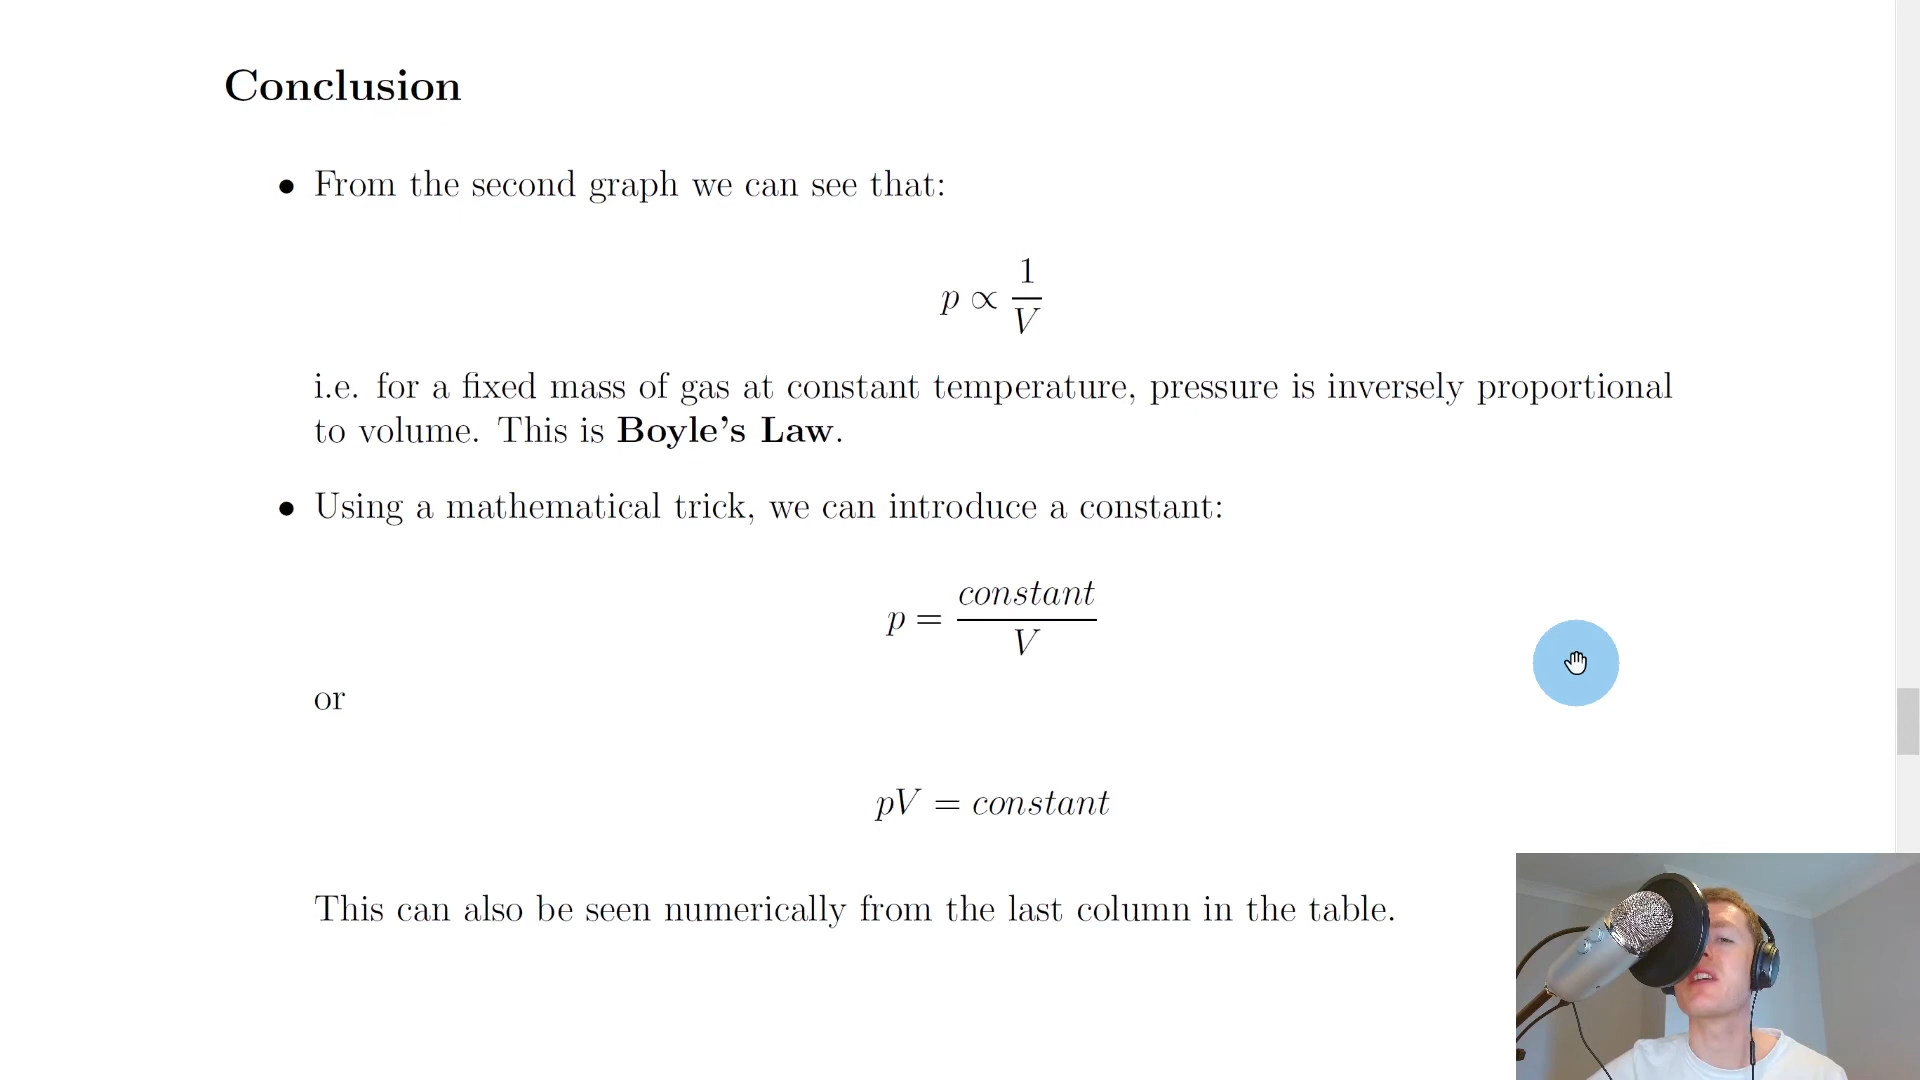 Conclusion
• From the second graph we can see that:
p ∝ 1/V
i.e. for a fixed mass of gas at constant temperature, pressure is inversely proportional
to volume. This is Boyle's Law.
• Using a mathematical trick, we can introduce a constant:
p = constant/V
or
pV = constant
This can also be seen numerically from the last column in the table.